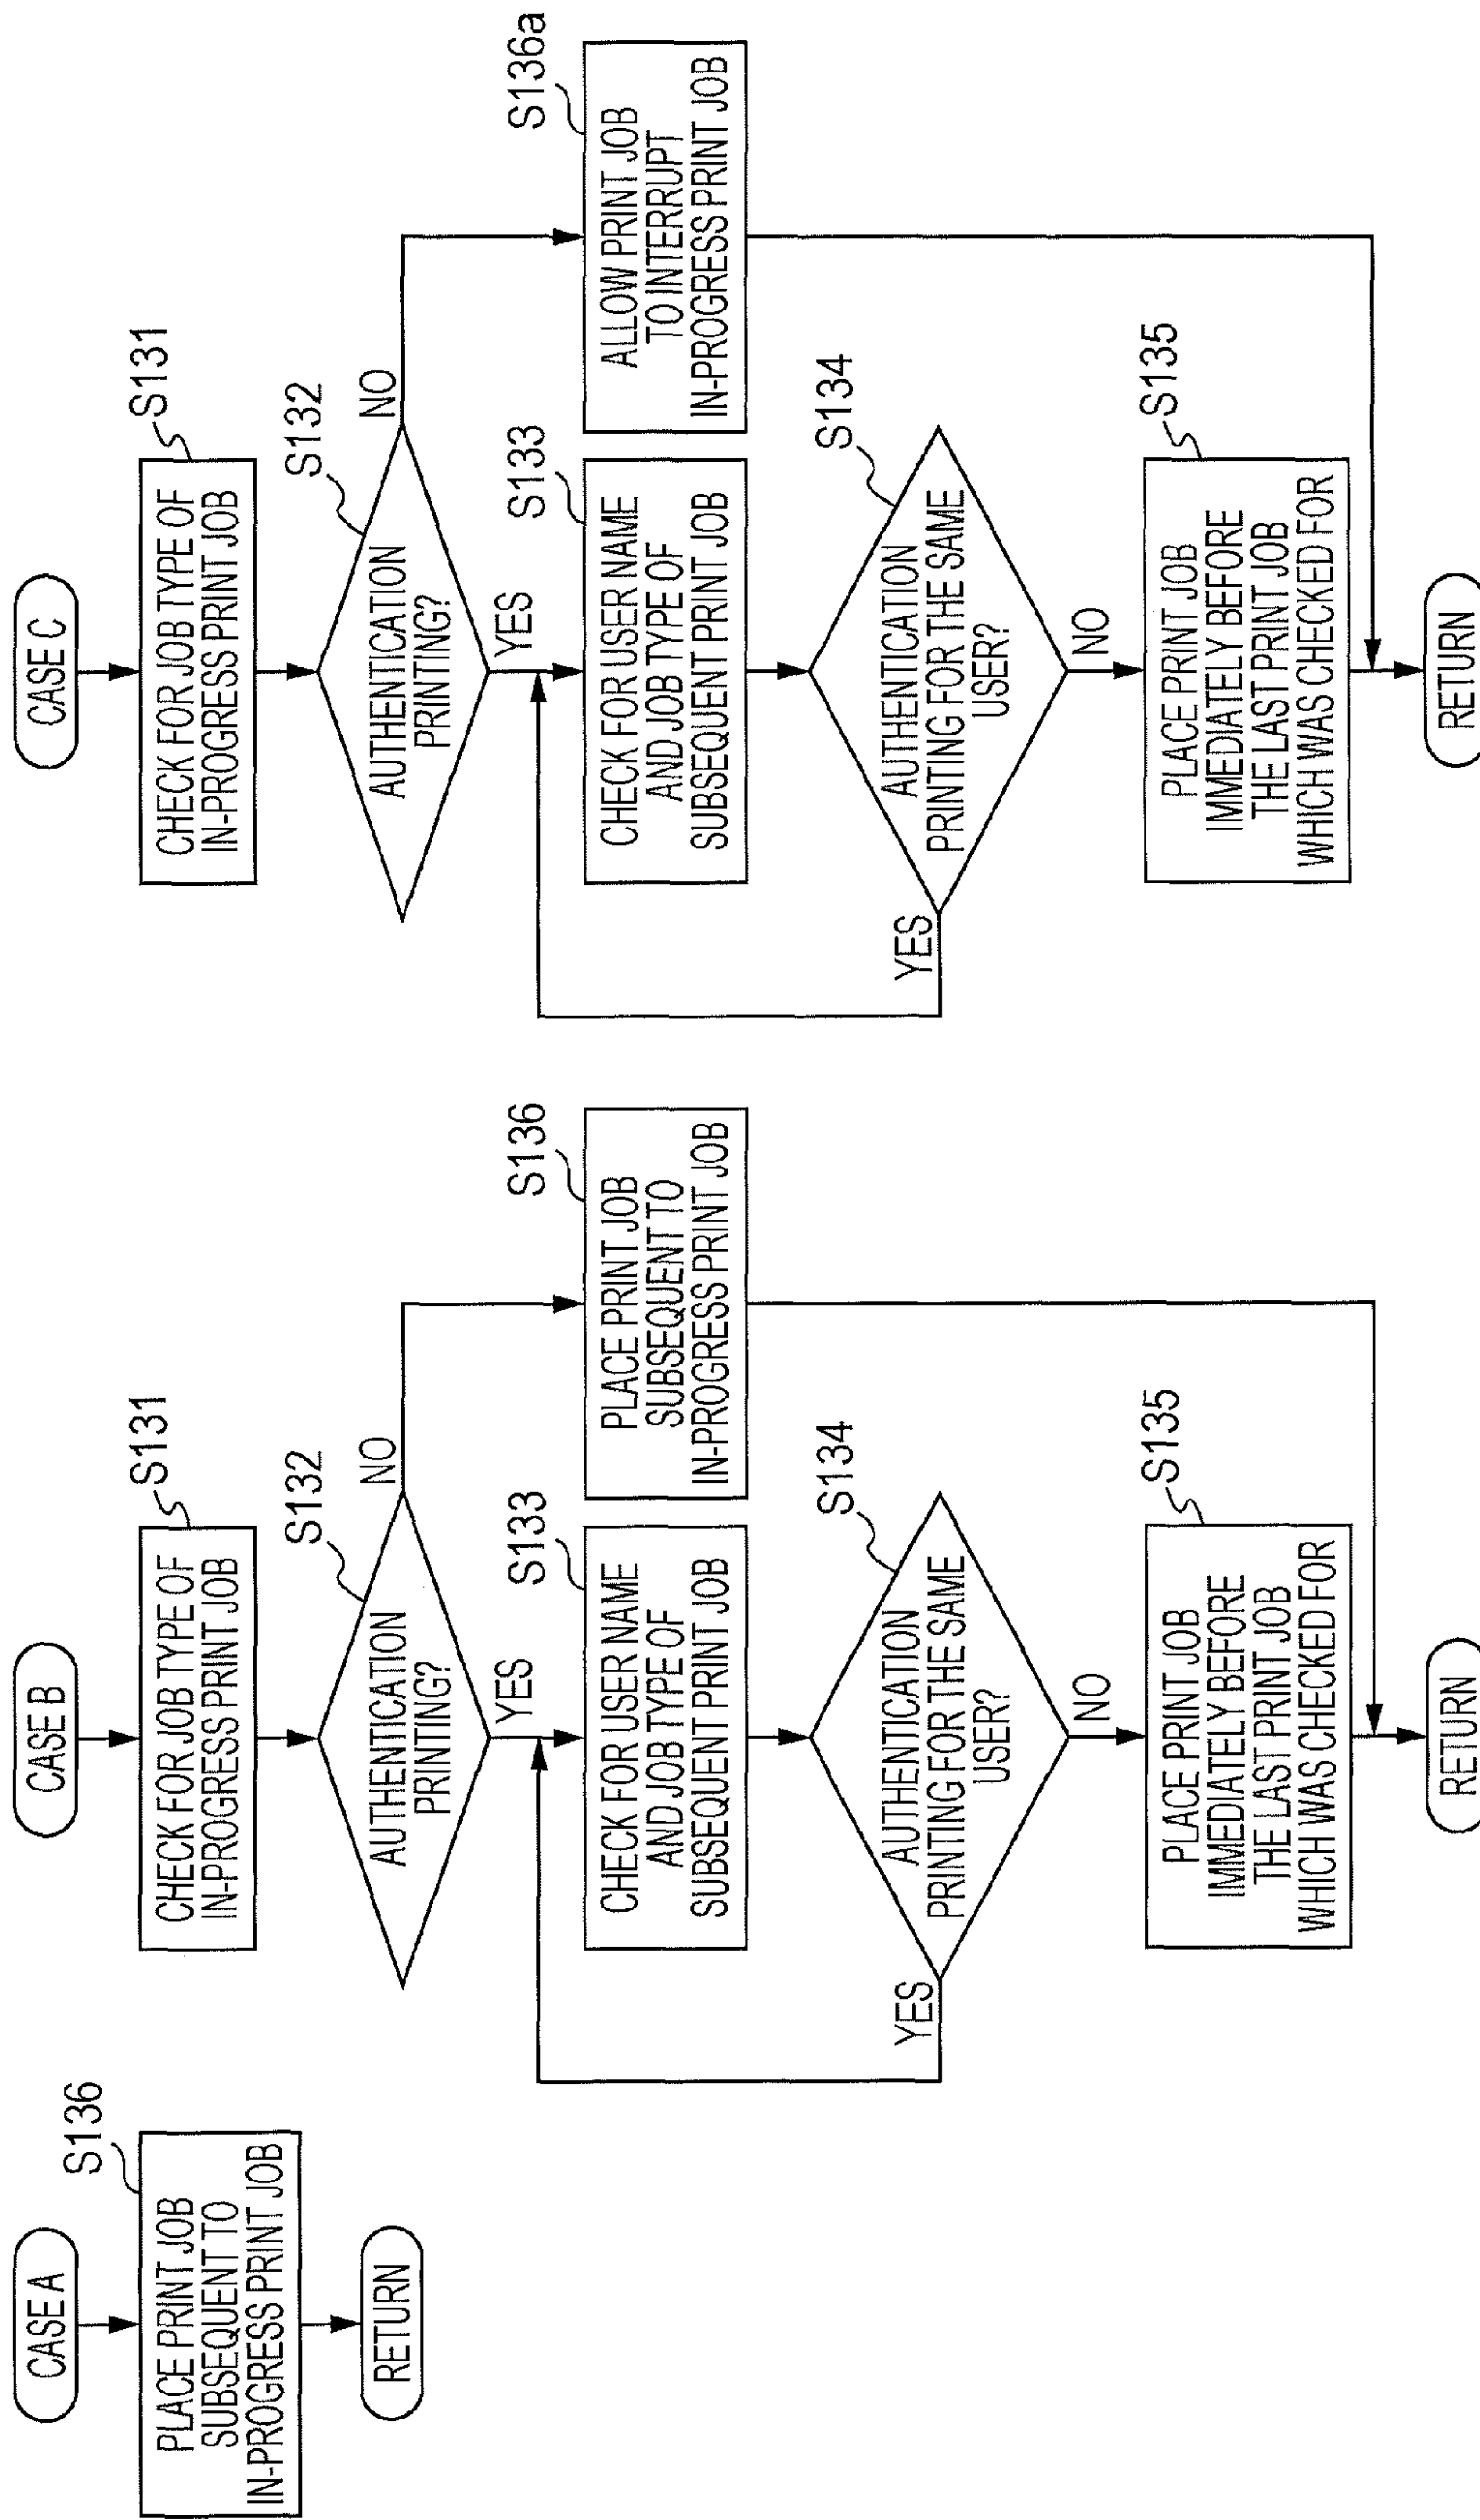 CASE A
S136
PLACE PRINT JOB
SUBSEQUENT TO
IN-PROGRESS PRINT JOB
RETURN
CASE B
S131
CHECK FOR JOB TYPE OF
IN-PROGRESS PRINT JOB
S132
AUTHENTICATION
PRINTING?
NO
YES
S133
CHECK FOR USER NAME
AND JOB TYPE OF
SUBSEQUENT PRINT JOB
S136
PLACE PRINT JOB
SUBSEQUENT TO
IN-PROGRESS PRINT JOB
S134
AUTHENTICATION
PRINTING FOR THE SAME
USER?
YES
NO
S135
PLACE PRINT JOB
IMMEDIATELY BEFORE
THE LAST PRINT JOB
WHICH WAS CHECKED FOR
RETURN
CASE C
S131
CHECK FOR JOB TYPE OF
IN-PROGRESS PRINT JOB
S132
AUTHENTICATION
PRINTING?
NO
YES
S133
CHECK FOR USER NAME
AND JOB TYPE OF
SUBSEQUENT PRINT JOB
S136a
ALLOW PRINT JOB
TO INTERRUPT
IN-PROGRESS PRINT JOB
S134
AUTHENTICATION
PRINTING FOR THE SAME
USER?
YES
NO
S135
PLACE PRINT JOB
IMMEDIATELY BEFORE
THE LAST PRINT JOB
WHICH WAS CHECKED FOR
RETURN